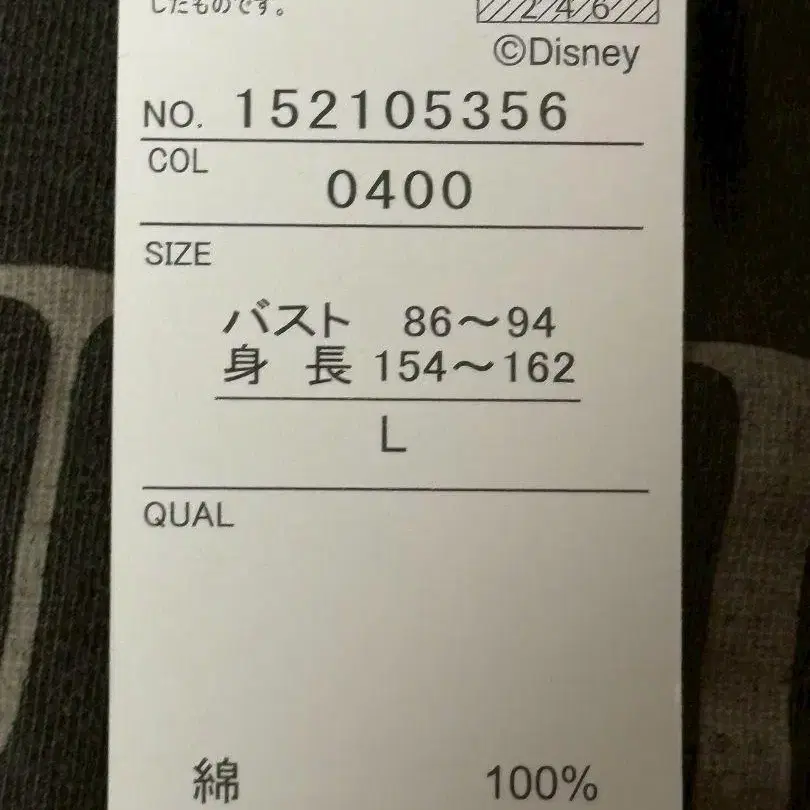 したものです。
246
©Disney
NO. 152105356
COL
0400
SIZE
バスト 86～94
身 長 154～162
L
QUAL
綿 100%